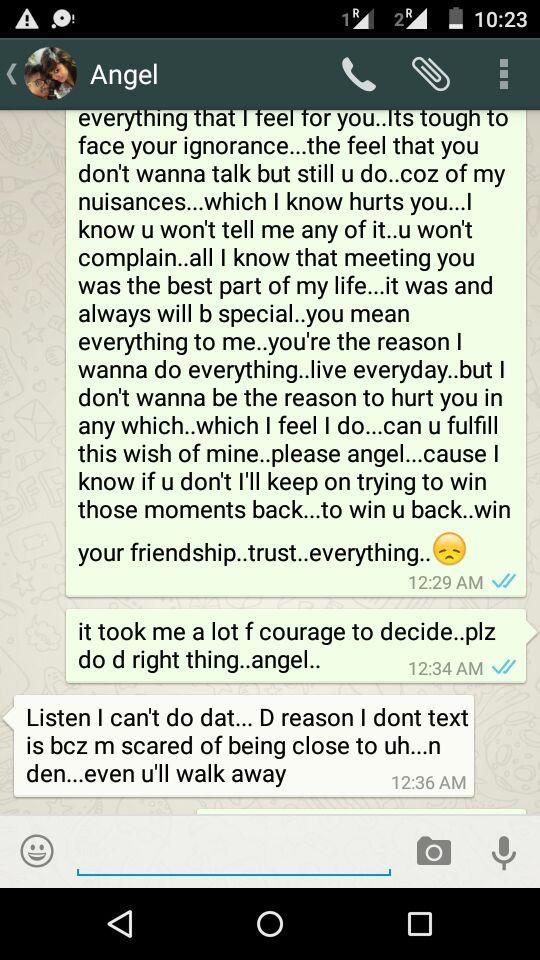 1 R 2 R 10:23
Angel
everything that I feel for you..Its tough to
face your ignorance...the feel that you
don't wanna talk but still u do..coz of my
nuisances...which I know hurts you...I
know u won't tell me any of it..u won't
complain..all I know that meeting you
was the best part of my life...it was and
always will b special..you mean
everything to me..you're the reason I
wanna do everything..live everyday..but I
don't wanna be the reason to hurt you in
any which..which I feel I do...can u fulfill
this wish of mine..please angel...cause I
know if u don't I'll keep on trying to win
those moments back...to win u back..win
your friendship..trust..everything..😞
12:29 AM
it took me a lot f courage to decide..plz
do d right thing..angel..
12:34 AM
Listen I can't do dat... D reason I dont text
is bcz m scared of being close to uh...n
den...even u'll walk away
12:36 AM